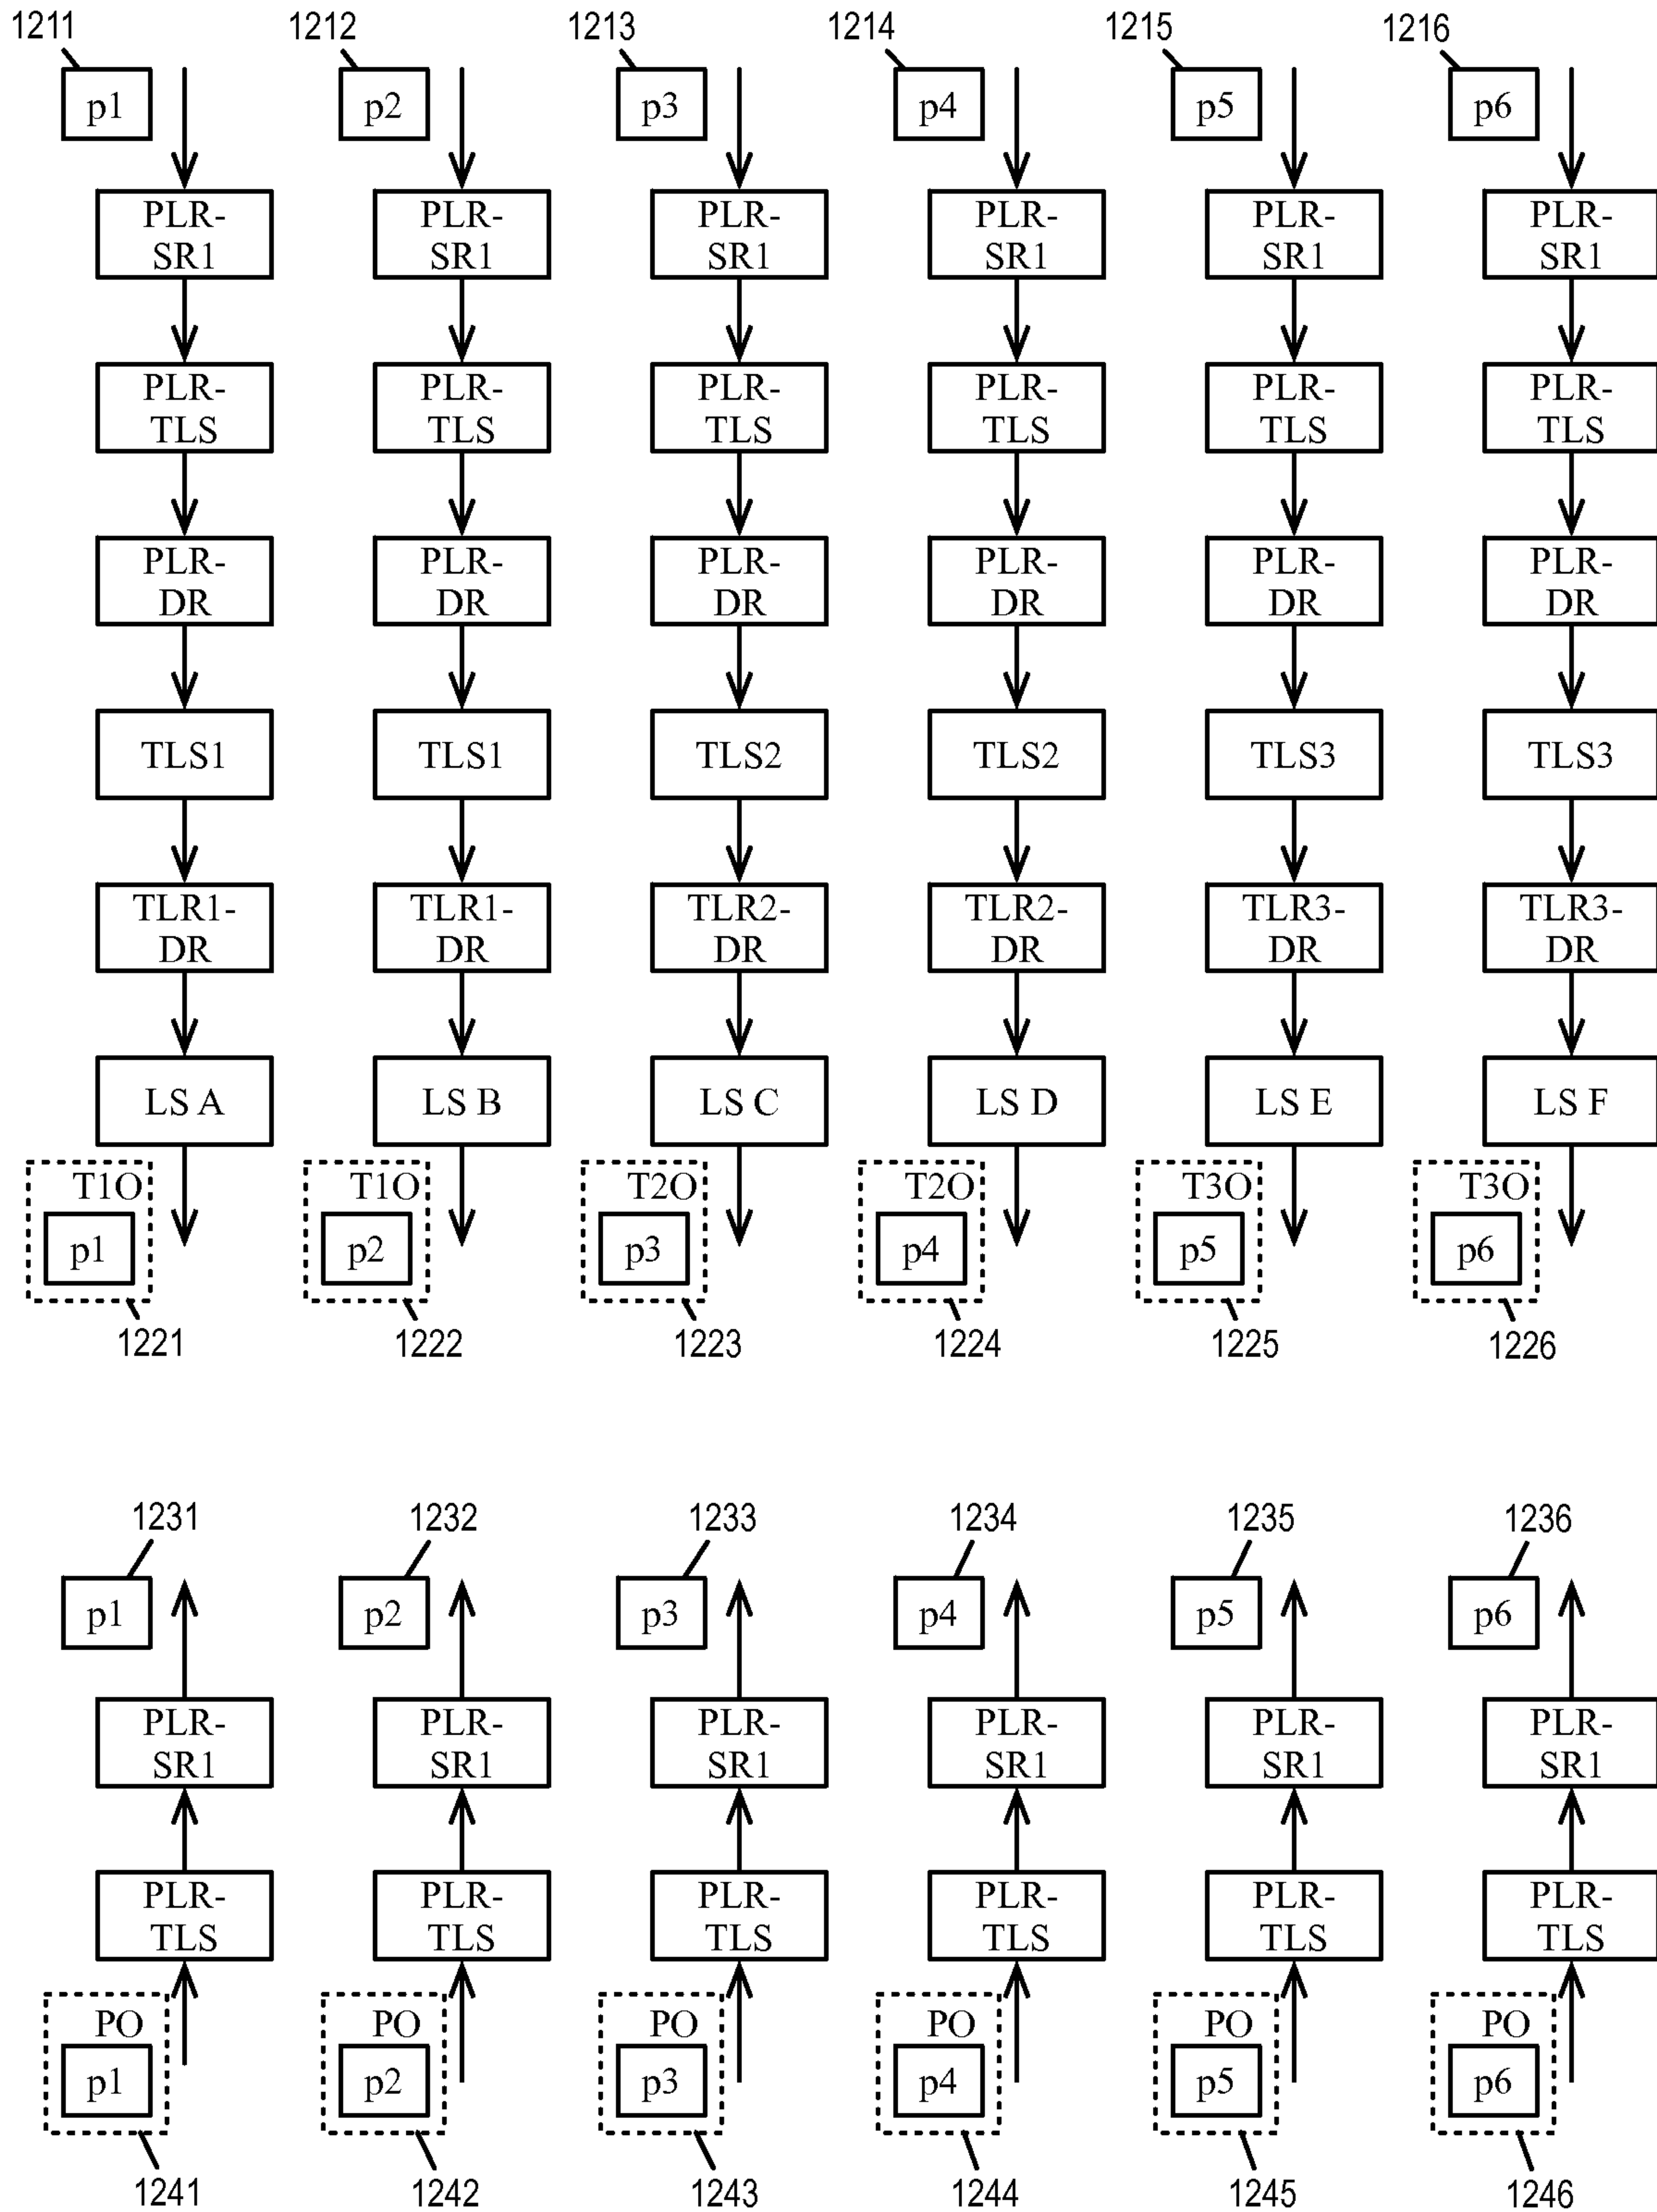 1211 1212 1213 1214 1215 1216
p1 p2 p3 p4 p5 p6
PLR- PLR- PLR- PLR- PLR- PLR-
SR1 SR1 SR1 SR1 SR1 SR1
PLR- PLR- PLR- PLR- PLR- PLR-
TLS TLS TLS TLS TLS TLS
PLR- PLR- PLR- PLR- PLR- PLR-
DR DR DR DR DR DR
TLS1 TLS1 TLS2 TLS2 TLS3 TLS3
TLR1- TLR1- TLR2- TLR2- TLR3- TLR3-
DR DR DR DR DR DR
LS A LS B LS C LS D LS E LS F
T1O T1O T2O T2O T3O T3O
p1 p2 p3 p4 p5 p6
1221 1222 1223 1224 1225 1226
1231 1232 1233 1234 1235 1236
p1 p2 p3 p4 p5 p6
PLR- PLR- PLR- PLR- PLR- PLR-
SR1 SR1 SR1 SR1 SR1 SR1
PLR- PLR- PLR- PLR- PLR- PLR-
TLS TLS TLS TLS TLS TLS
PO PO PO PO PO PO
p1 p2 p3 p4 p5 p6
1241 1242 1243 1244 1245 1246